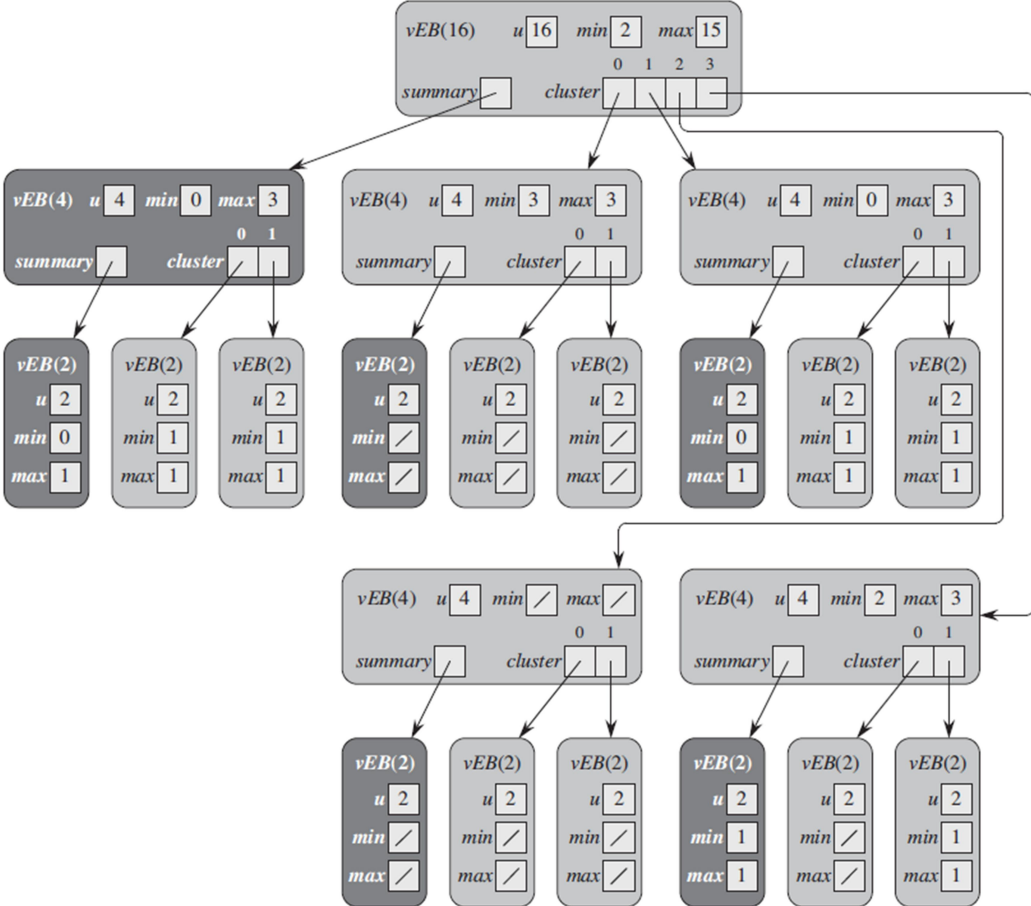 vEB(16) u 16 min 2 max 15
0 1 2 3
summary cluster
vEB(4) u 4 min 0 max 3
0 1
summary cluster
vEB(4) u 4 min 3 max 3
0 1
summary cluster
vEB(4) u 4 min 0 max 3
0 1
summary cluster
vEB(2) vEB(2) vEB(2)
u 2 u 2 u 2
min 0 min 1 min 1
max 1 max 1 max 1
vEB(2) vEB(2) vEB(2)
u 2 u 2 u 2
min / min / min /
max / max / max /
vEB(2) vEB(2) vEB(2)
u 2 u 2 u 2
min 0 min 1 min 1
max 1 max 1 max 1
vEB(4) u 4 min / max /
0 1
summary cluster
vEB(4) u 4 min 2 max 3
0 1
summary cluster
vEB(2) vEB(2) vEB(2)
u 2 u 2 u 2
min / min / min /
max / max / max /
vEB(2) vEB(2) vEB(2)
u 2 u 2 u 2
min 1 min / min 1
max 1 max / max 1